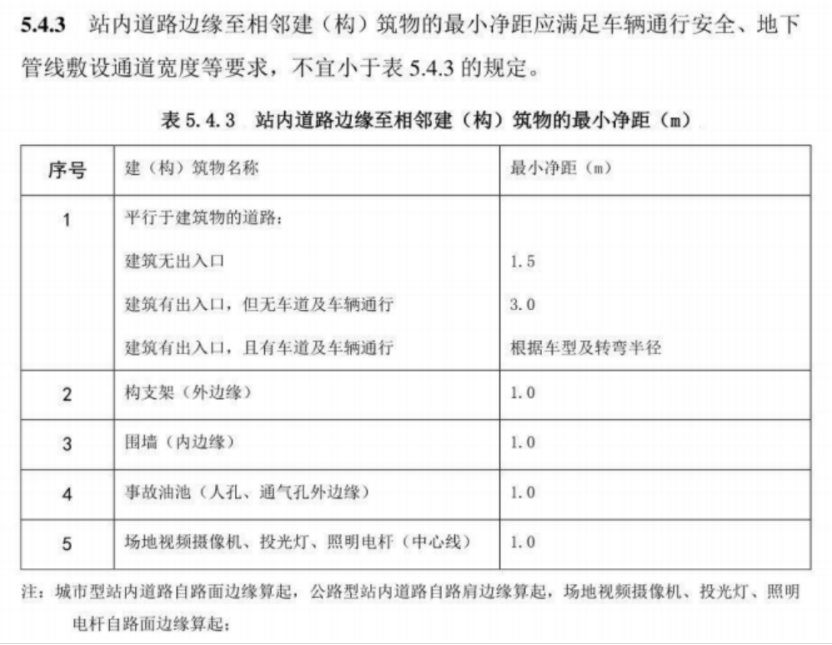 5.4.3 站内道路边缘至相邻建（构）筑物的最小净距应满足车辆通行安全、地下
管线敷设通道宽度等要求，不宜小于表 5.4.3 的规定。
表 5.4.3 站内道路边缘至相邻建（构）筑物的最小净距（m）
序号 建（构）筑物名称 最小净距（m）
1 平行于建筑物的道路：
建筑无出入口 1.5
建筑有出入口，但无车道及车辆通行 3.0
建筑有出入口，且有车道及车辆通行 根据车型及转弯半径
2 构支架（外边缘） 1.0
3 围墙（内边缘） 1.0
4 事故油池（人孔、通气孔外边缘） 1.0
5 场地视频摄像机、投光灯、照明电杆（中心线） 1.0
注：城市型站内道路自路面边缘算起，公路型站内道路自路肩边缘算起，场地视频摄像机、投光灯、照明
电杆自路面边缘算起；